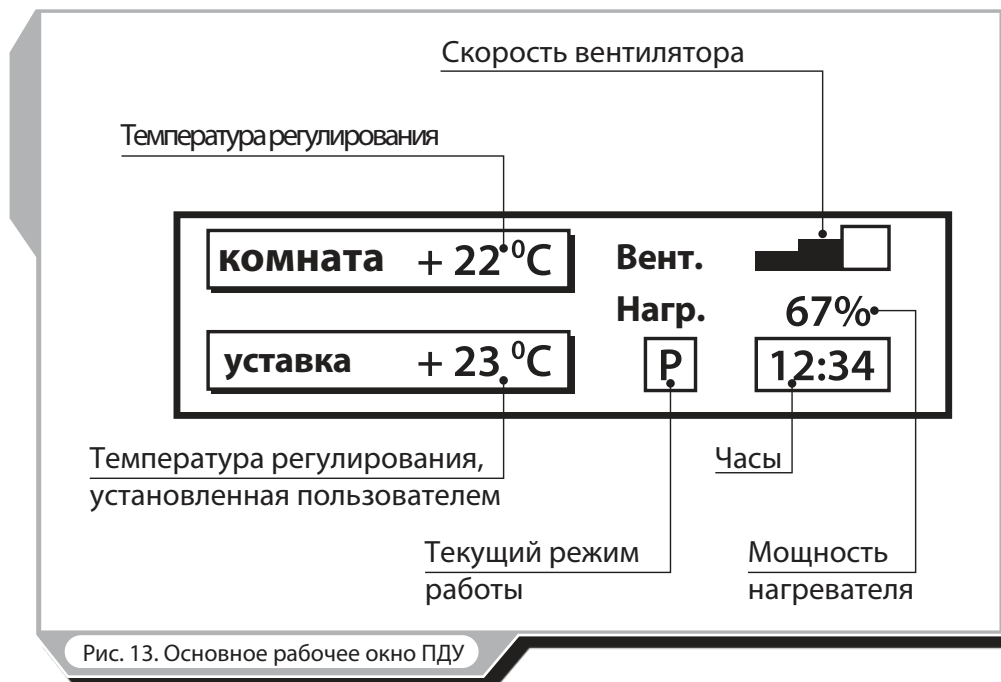 Скорость вентилятора
Температура регулирования
комната + 22 ⁰C Вент.
Нагр. 67%
уставка + 23 ⁰C P 12:34
Температура регулирования,
установленная пользователем
Часы
Текущий режим
работы
Мощность
нагревателя
Рис. 13. Основное рабочее окно ПДУ